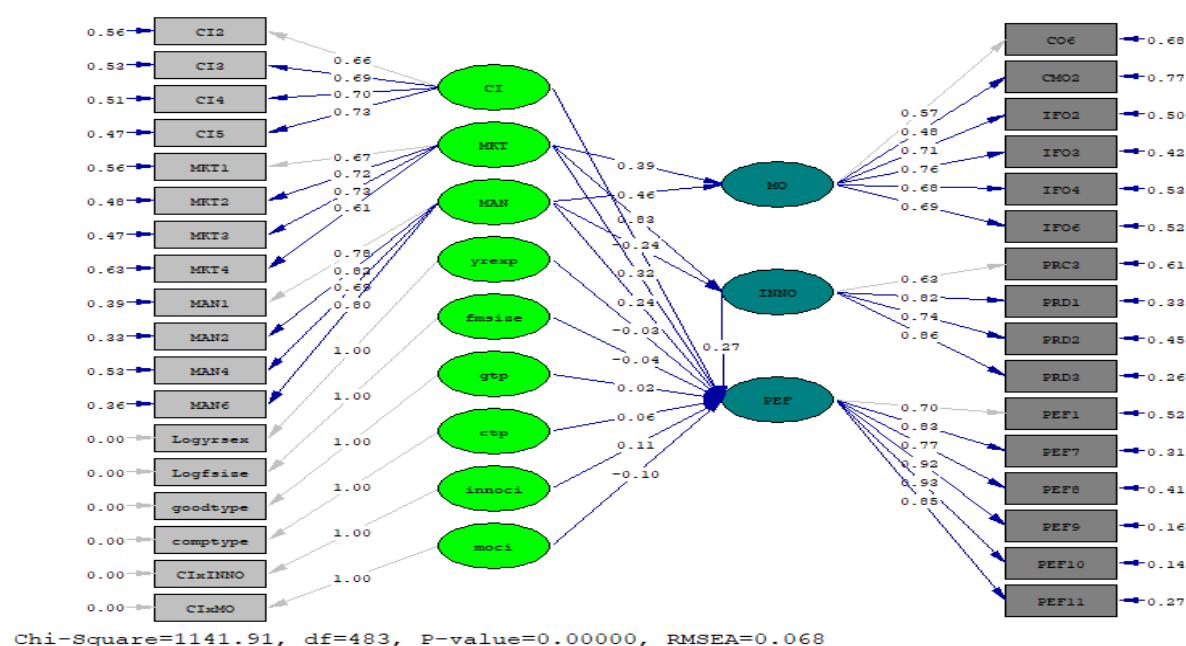 0.56 CI2
0.53 CI3
0.51 CI4
0.47 CI5
0.56 MKT1
0.48 MKT2
0.47 MKT3
0.63 MKT4
0.39 MAN1
0.33 MAN2
0.53 MAN4
0.36 MAN6
0.00 Logyrsex
0.00 Logfsize
0.00 goodtype
0.00 comptype
0.00 CIxINNO
0.00 CIxMO
0.66
0.69
0.70
0.73
0.67
0.72
0.73
0.61
0.78
0.82
0.69
0.80
1.00
1.00
1.00
1.00
1.00
1.00
CI
MKT
MAN
yrexp
fmsize
gtp
ctp
innoci
moci
0.39
0.46
0.83
-0.24
0.32
0.24
-0.03
-0.04
0.02
0.06
0.11
-0.10
0.27
MO
INNO
PEF
0.57
0.48
0.71
0.76
0.68
0.69
0.63
0.82
0.74
0.86
0.70
0.83
0.77
0.92
0.93
0.85
CO6 0.68
CMO2 0.77
IFO2 0.50
IFO3 0.42
IFO4 0.53
IFO6 0.52
PRC3 0.61
PRD1 0.33
PRD2 0.45
PRD3 0.26
PEF1 0.52
PEF7 0.31
PEF8 0.41
PEF9 0.16
PEF10 0.14
PEF11 0.27
Chi-Square=1141.91, df=483, P-value=0.00000, RMSEA=0.068